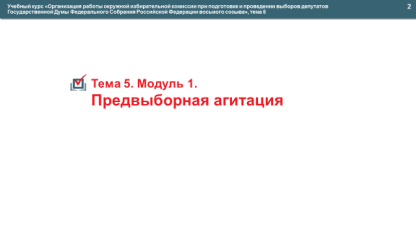 Учебный курс «Организация работы окружной избирательной комиссии при подготовке и проведении выборов депутатов
Государственной Думы Федерального Собрания Российской Федерации восьмого созыва», тема 6
2
Тема 5. Модуль 1.
Предвыборная агитация